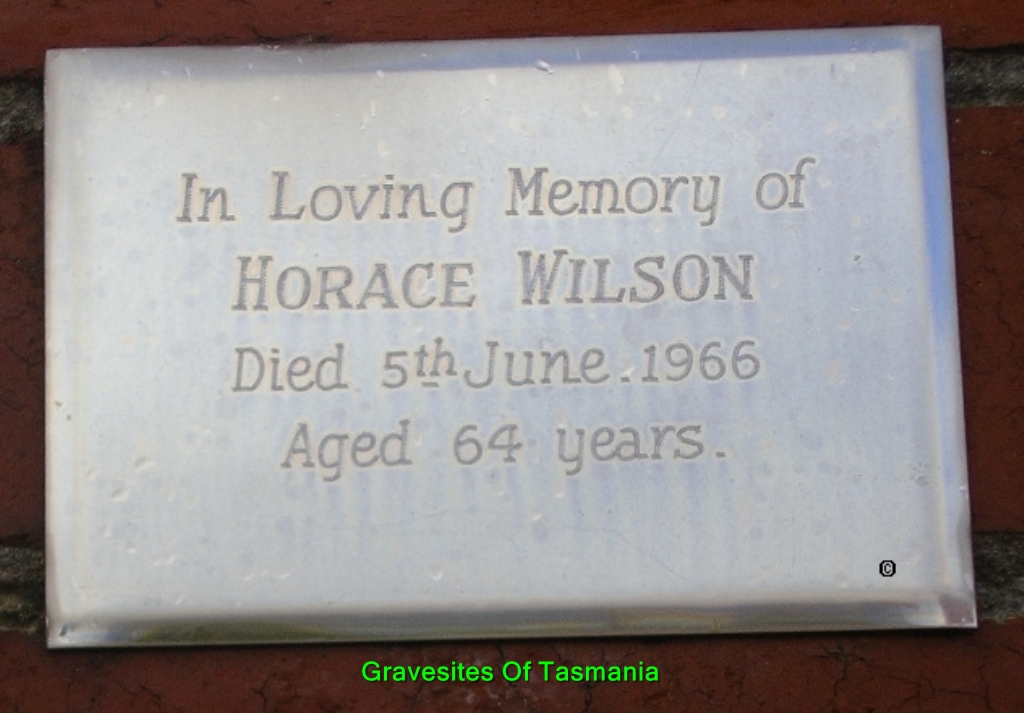 In Loving Memory of
HORACE WILSON
Died 5th June. 1966
Aged 64 years.
©
Gravesites Of Tasmania